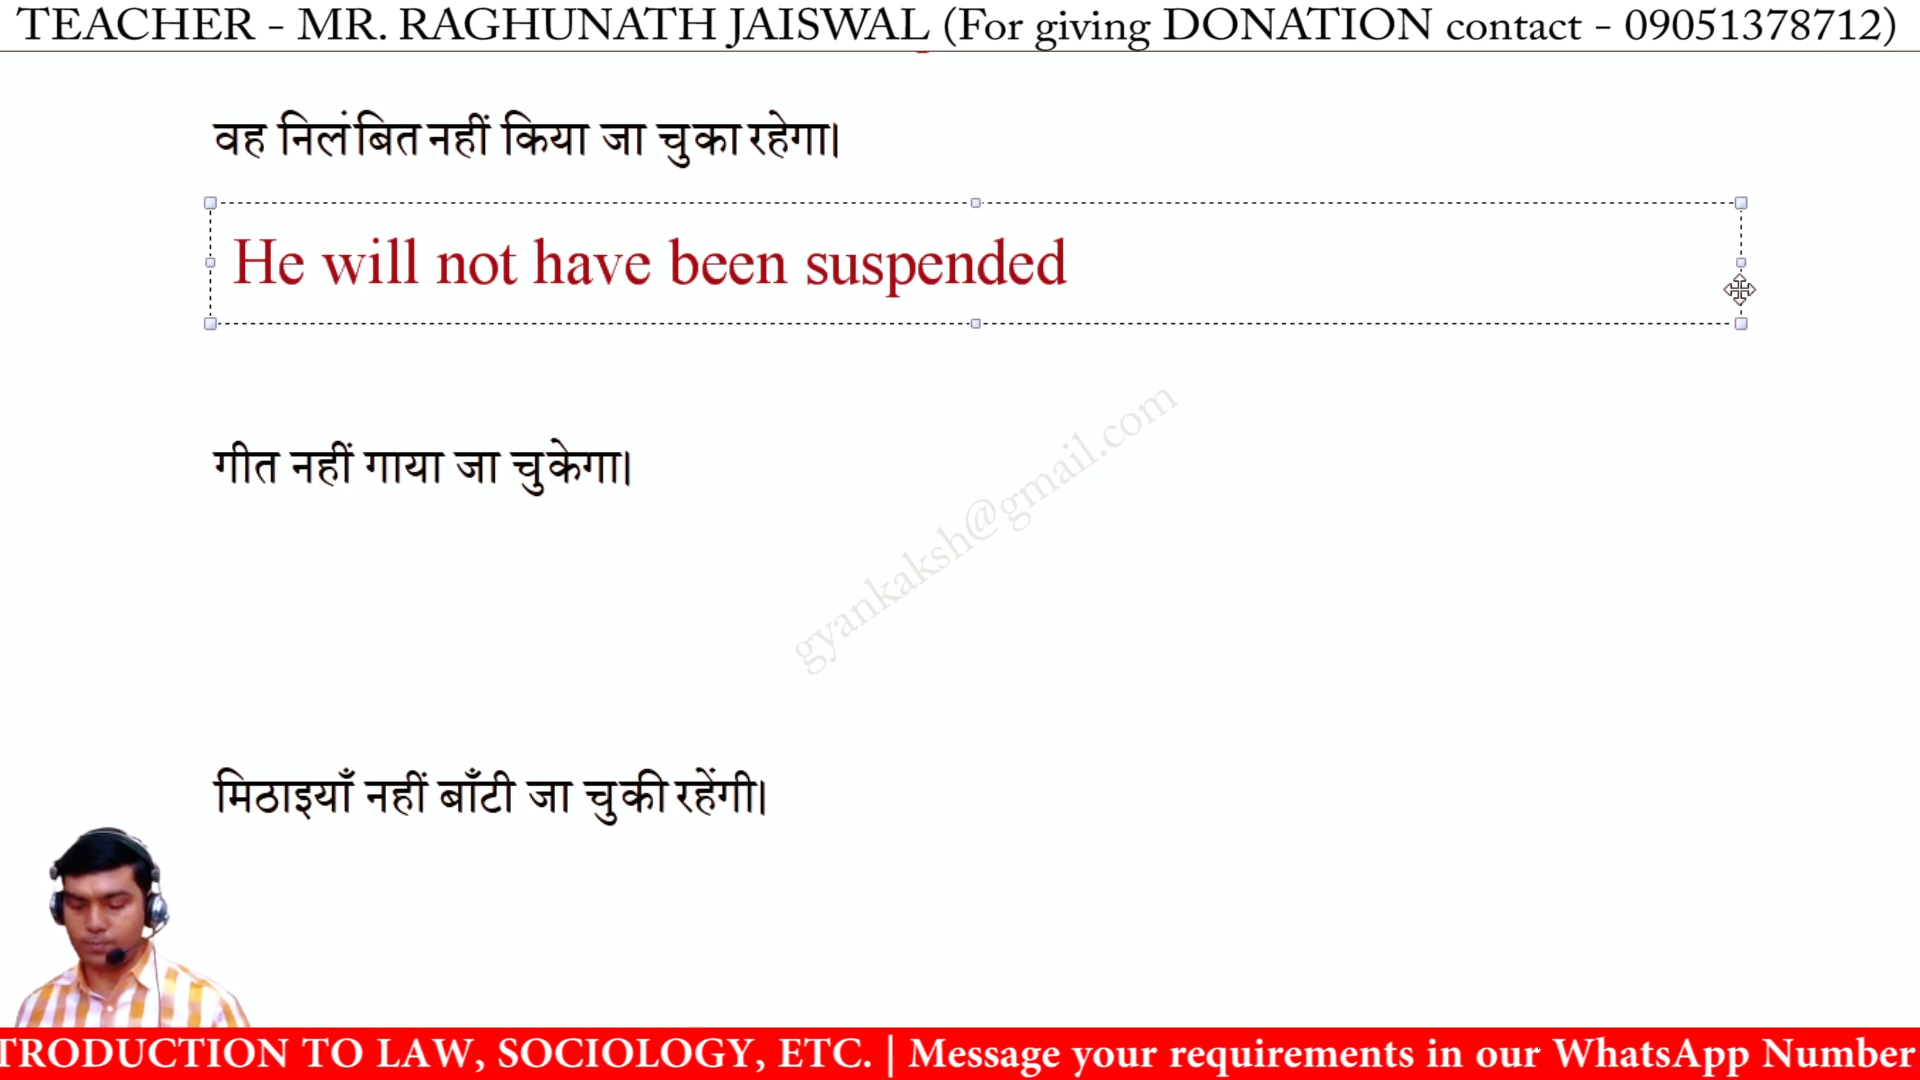 TEACHER - MR. RAGHUNATH JAISWAL (For giving DONATION contact - 09051378712)
वह निलंबित नहीं किया जा चुका रहेगा।
He will not have been suspended
गीत नहीं गाया जा चुकेगा।
gyankaksh@gmail.com
मिठाइयाँ नहीं बाँटी जा चुकी रहेंगी।
TRODUCTION TO LAW, SOCIOLOGY, ETC. | Message your requirements in our WhatsApp Number